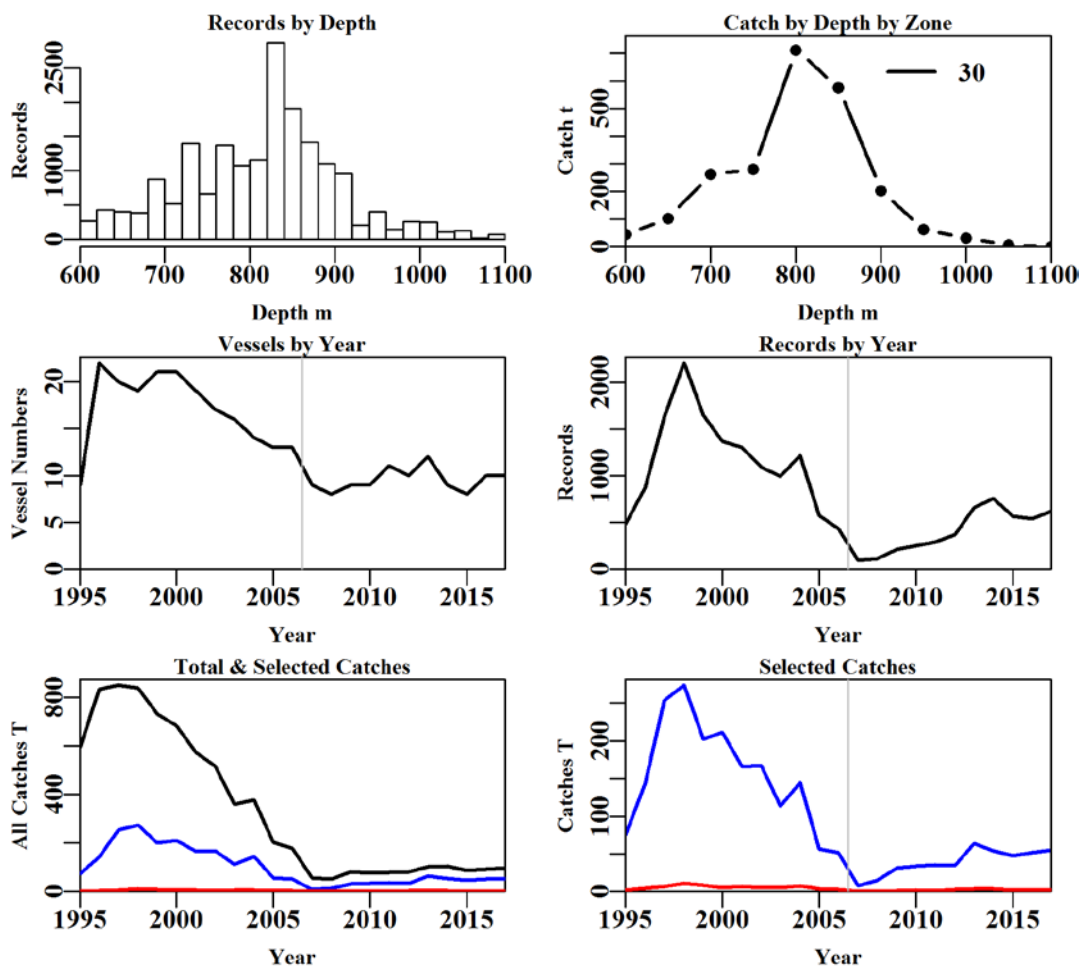 Records by Depth
Records
0 1000 2500
600 700 800 900 1000 1100
Depth m
Catch by Depth by Zone
Catch t
0 200 500
30
600 700 800 900 1000 1100
Depth m
Vessels by Year
Vessel Numbers
0 5 10 20
1995 2000 2005 2010 2015
Year
Records by Year
Records
0 1000 2000
1995 2000 2005 2010 2015
Year
Total & Selected Catches
All Catches T
0 400 800
1995 2000 2005 2010 2015
Year
Selected Catches
Catches T
0 100 200
1995 2000 2005 2010 2015
Year